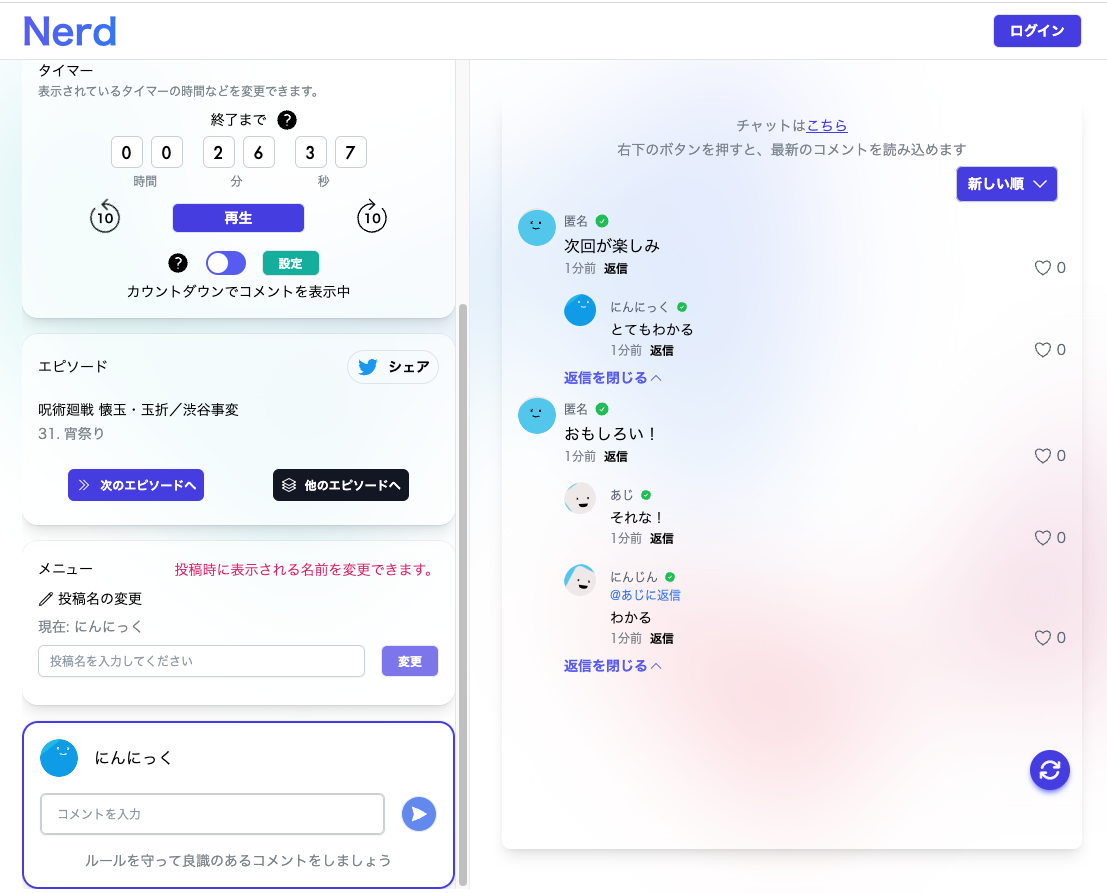 Nerd
ログイン
タイマー
表示されているタイマーの時間などを変更できます。
終了まで ?
0 0 2 6 3 7
時間 分 秒
10 再生 10
? 設定
カウントダウンでコメントを表示中
エピソード
シェア
呪術廻戦 懐玉・玉折／渋谷事変
31. 宵祭り
次のエピソードへ
他のエピソードへ
メニュー
投稿時に表示される名前を変更できます。
投稿名の変更
現在: にんにっく
投稿名を入力してください
変更
にんにっく
コメントを入力
ルールを守って良識のあるコメントをしましょう
チャットはこちら
右下のボタンを押すと、最新のコメントを読み込めます
新しい順
匿名
次回が楽しみ
1分前 返信
0
にんにっく
とてもわかる
1分前 返信
0
返信を閉じる
匿名
おもしろい！
1分前 返信
0
あじ
それな！
1分前 返信
0
にんじん
@あじに返信
わかる
1分前 返信
0
返信を閉じる